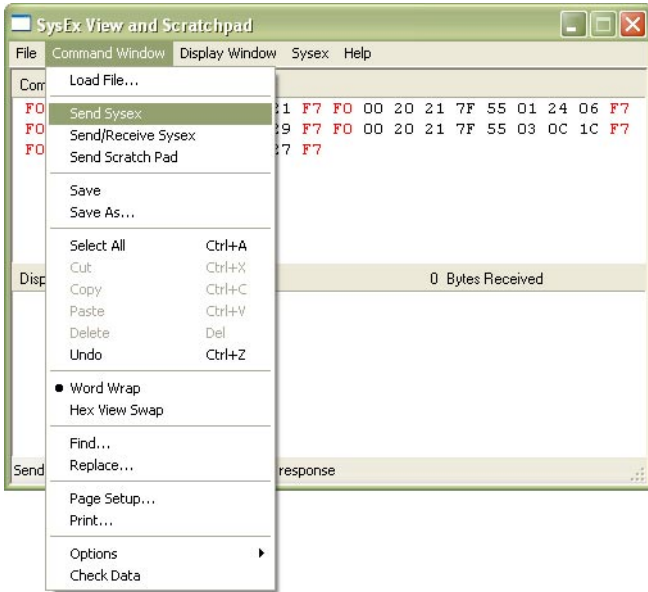 SysEx View and Scratchpad
File Command Window Display Window Sysex Help
Com
Load File...
F0 21 F7 F0 00 20 21 7F 55 01 24 06 F7
Send Sysex
F0 29 F7 F0 00 20 21 7F 55 03 0C 1C F7
Send/Receive Sysex
F0 27 F7
Send Scratch Pad
Save
Save As...
Select All Ctrl+A
Cut Ctrl+X
Disp 0 Bytes Received
Copy Ctrl+C
Paste Ctrl+V
Delete Del
Undo Ctrl+Z
Word Wrap
Hex View Swap
Find...
Send response
Replace...
Page Setup...
Print...
Options
Check Data